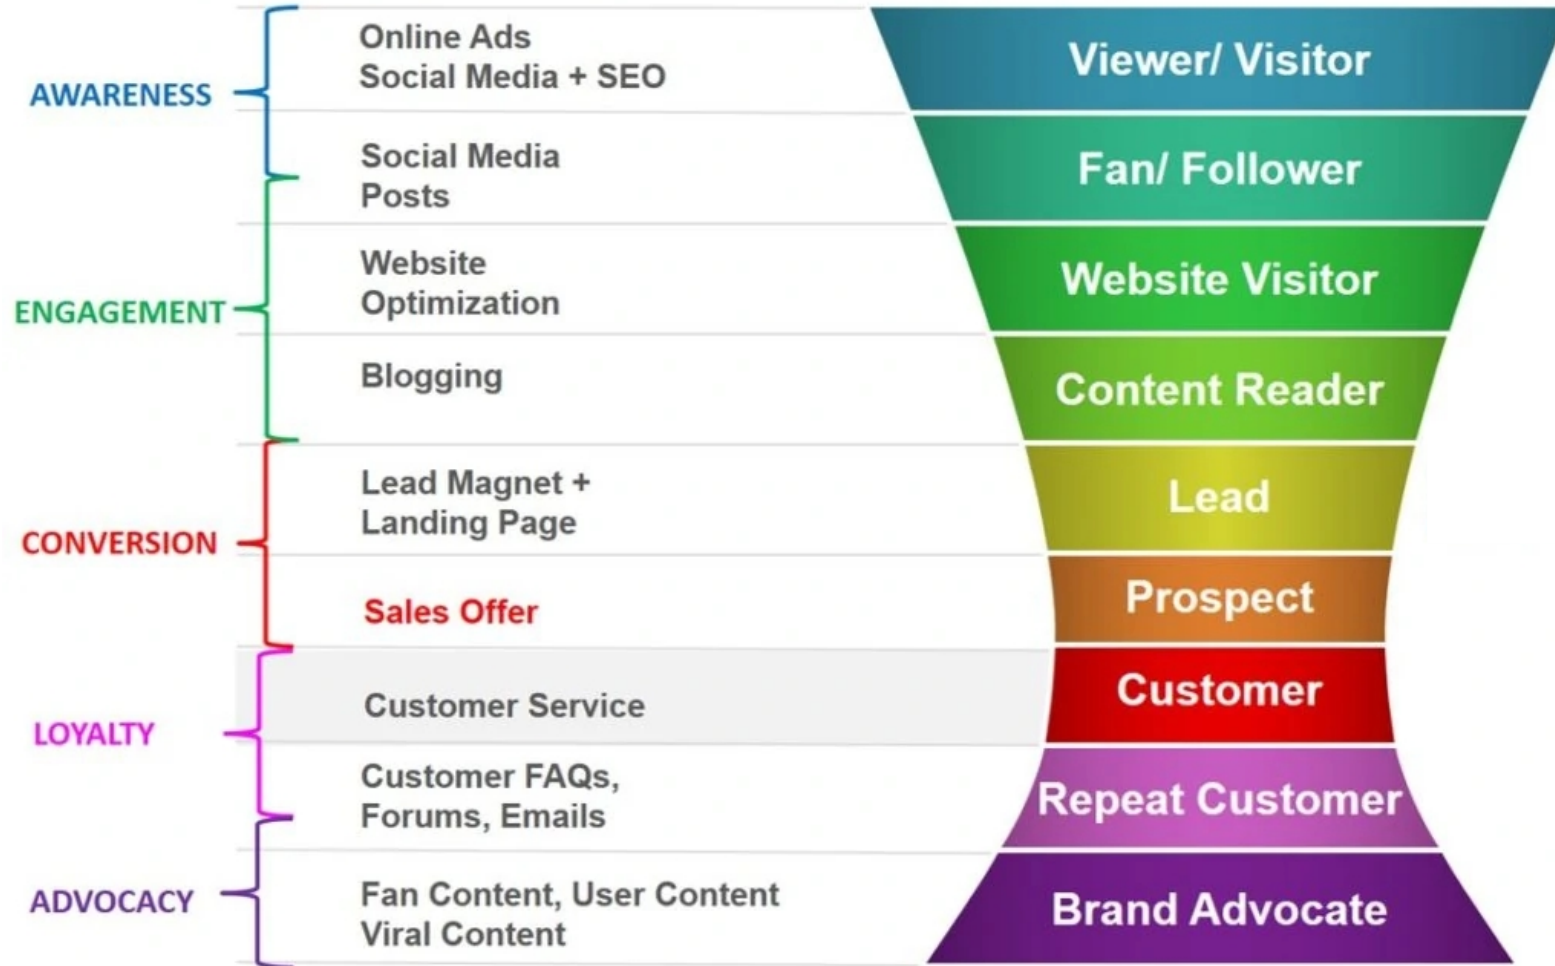 AWARENESS
Online Ads
Social Media + SEO
Viewer/ Visitor
Social Media
Posts
Fan/ Follower
ENGAGEMENT
Website
Optimization
Website Visitor
Blogging
Content Reader
CONVERSION
Lead Magnet +
Landing Page
Lead
Sales Offer
Prospect
LOYALTY
Customer Service
Customer
Customer FAQs,
Forums, Emails
Repeat Customer
ADVOCACY
Fan Content, User Content
Viral Content
Brand Advocate